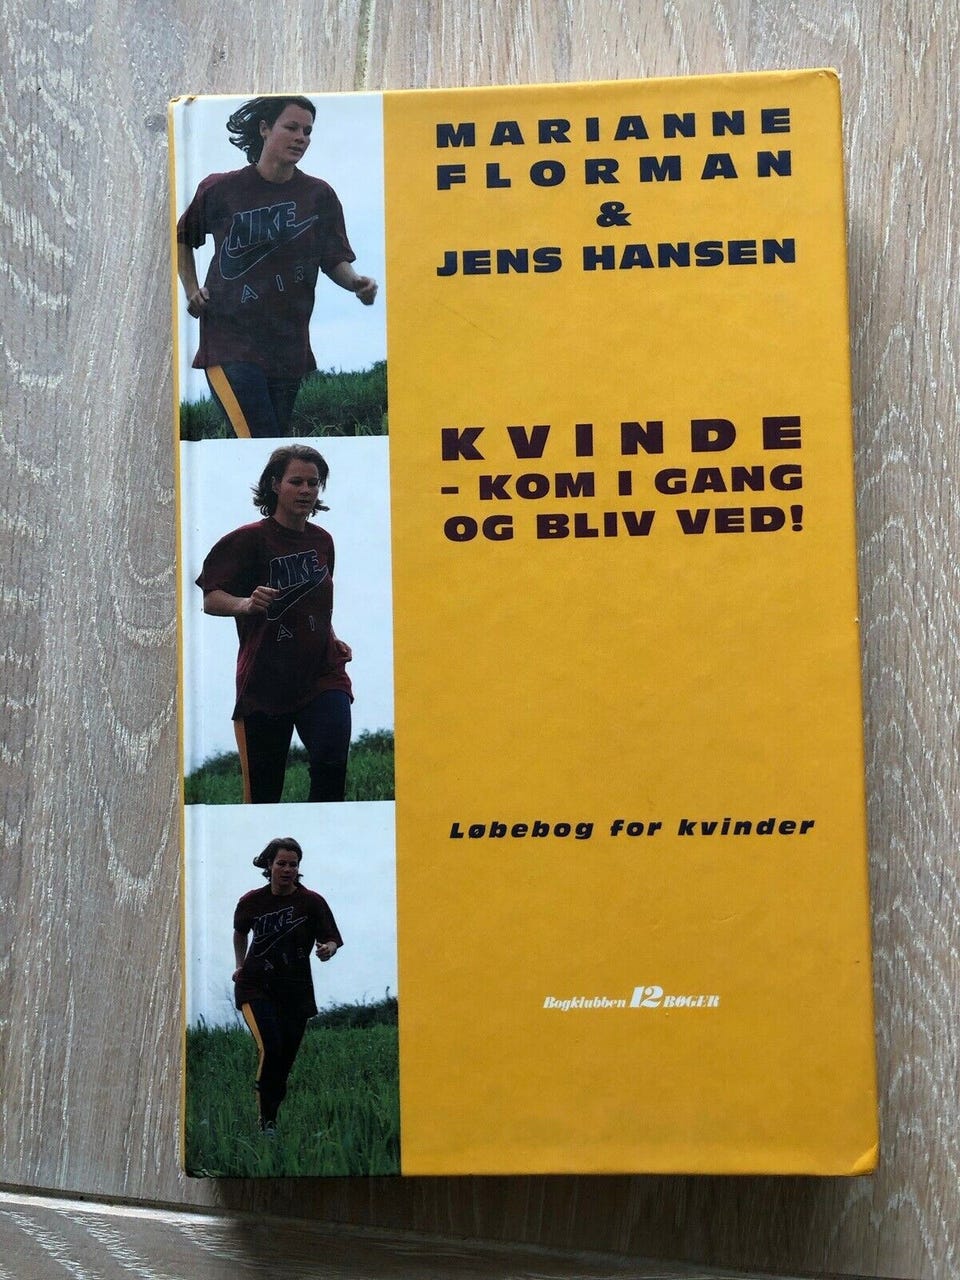 MARIANNE
FLORMAN
&
JENS HANSEN
KVINDE
- KOM I GANG
OG BLIV VED!
Løbebog for kvinder
Bogklubben 12 BØGER
NIKE
AIR
NIKE
AI
NIKE
AIR